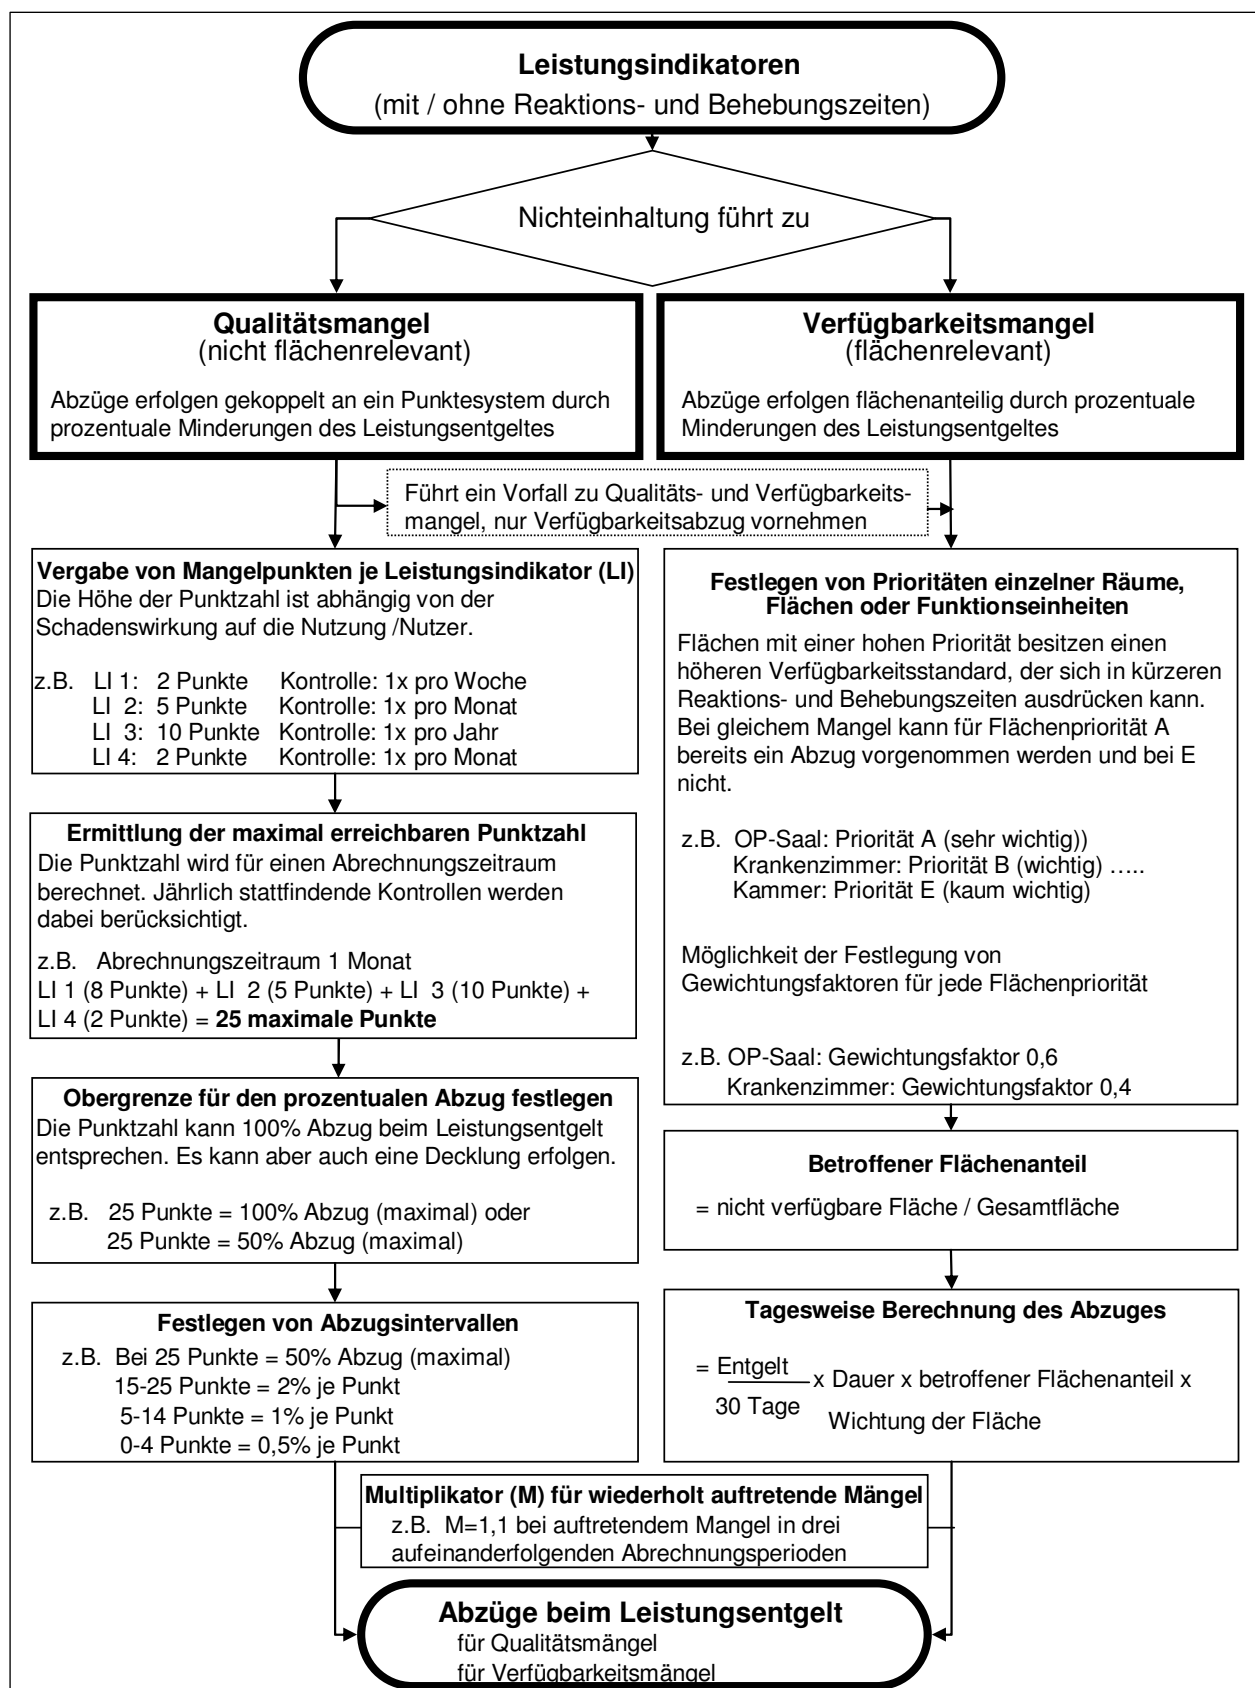 Leistungsindikatoren
(mit / ohne Reaktions- und Behebungszeiten)
Nichteinhaltung führt zu
Qualitätsmangel
(nicht flächenrelevant)
Abzüge erfolgen gekoppelt an ein Punktesystem durch
prozentuale Minderungen des Leistungsentgeltes
Verfügbarkeitsmangel
(flächenrelevant)
Abzüge erfolgen flächenanteilig durch prozentuale
Minderungen des Leistungsentgeltes
Führt ein Vorfall zu Qualitäts- und Verfügbarkeits-
mangel, nur Verfügbarkeitsabzug vornehmen
Vergabe von Mangelpunkten je Leistungsindikator (LI)
Die Höhe der Punktzahl ist abhängig von der
Schadenswirkung auf die Nutzung /Nutzer.
z.B. LI 1: 2 Punkte Kontrolle: 1x pro Woche
LI 2: 5 Punkte Kontrolle: 1x pro Monat
LI 3: 10 Punkte Kontrolle: 1x pro Jahr
LI 4: 2 Punkte Kontrolle: 1x pro Monat
Ermittlung der maximal erreichbaren Punktzahl
Die Punktzahl wird für einen Abrechnungszeitraum
berechnet. Jährlich stattfindende Kontrollen werden
dabei berücksichtigt.
z.B. Abrechnungszeitraum 1 Monat
LI 1 (8 Punkte) + LI 2 (5 Punkte) + LI 3 (10 Punkte) +
LI 4 (2 Punkte) = 25 maximale Punkte
Obergrenze für den prozentualen Abzug festlegen
Die Punktzahl kann 100% Abzug beim Leistungsentgelt
entsprechen. Es kann aber auch eine Decklung erfolgen.
z.B. 25 Punkte = 100% Abzug (maximal) oder
25 Punkte = 50% Abzug (maximal)
Festlegen von Abzugsintervallen
z.B. Bei 25 Punkte = 50% Abzug (maximal)
15-25 Punkte = 2% je Punkt
5-14 Punkte = 1% je Punkt
0-4 Punkte = 0,5% je Punkt
Festlegen von Prioritäten einzelner Räume,
Flächen oder Funktionseinheiten
Flächen mit einer hohen Priorität besitzen einen
höheren Verfügbarkeitsstandard, der sich in kürzeren
Reaktions- und Behebungszeiten ausdrücken kann.
Bei gleichem Mangel kann für Flächenpriorität A
bereits ein Abzug vorgenommen werden und bei E
nicht.
z.B. OP-Saal: Priorität A (sehr wichtig))
Krankenzimmer: Priorität B (wichtig) …..
Kammer: Priorität E (kaum wichtig)
Möglichkeit der Festlegung von
Gewichtungsfaktoren für jede Flächenpriorität
z.B. OP-Saal: Gewichtungsfaktor 0,6
Krankenzimmer: Gewichtungsfaktor 0,4
Betroffener Flächenanteil
= nicht verfügbare Fläche / Gesamtfläche
Tagesweise Berechnung des Abzuges
= Entgelt
x Dauer x betroffener Flächenanteil x
30 Tage
Wichtung der Fläche
Multiplikator (M) für wiederholt auftretende Mängel
z.B. M=1,1 bei auftretendem Mangel in drei
aufeinanderfolgenden Abrechnungsperioden
Abzüge beim Leistungsentgelt
für Qualitätsmängel
für Verfügbarkeitsmängel